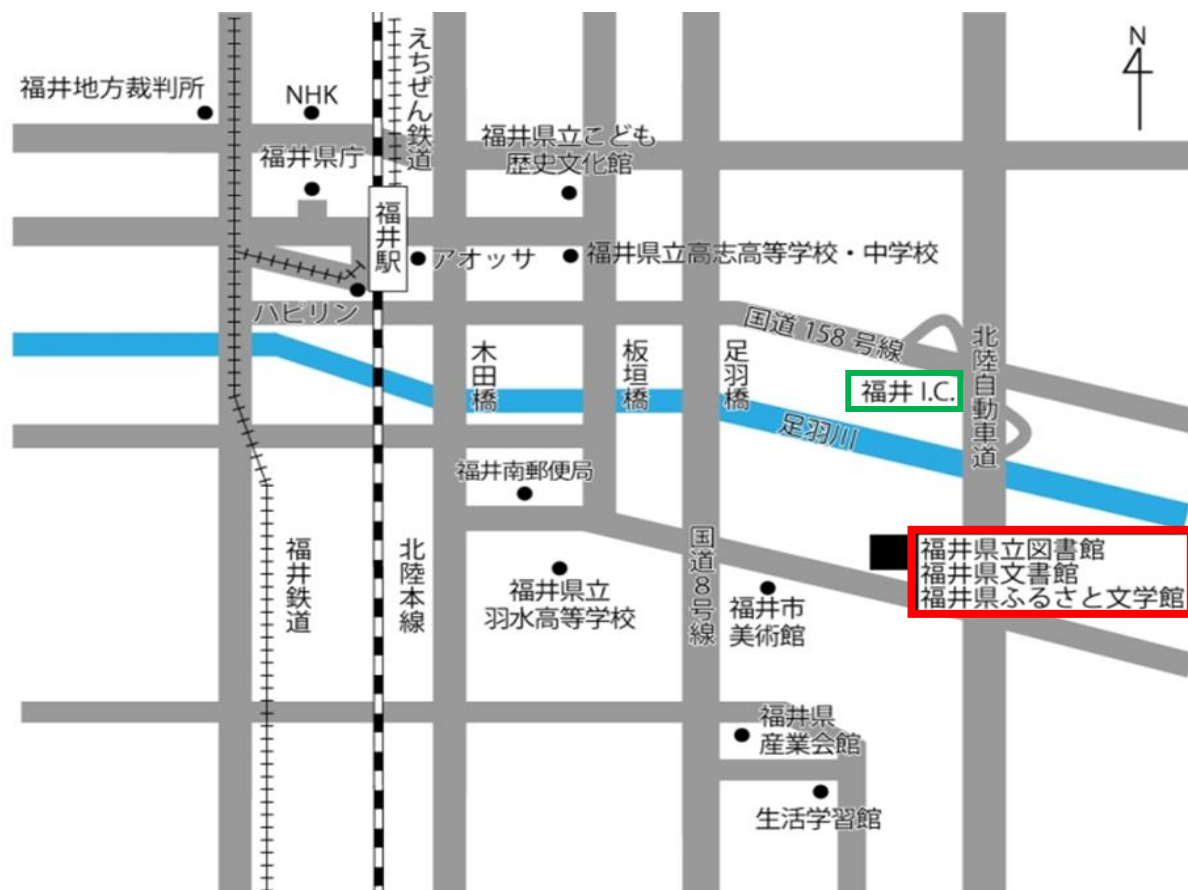 N
えちぜん鉄道
福井地方裁判所
NHK
福井県立こども
歴史文化館
福井県庁
福井駅
アオッサ
福井県立高志高等学校・中学校
ハピリン
国道158号線
北陸自動車道
木田橋
板垣橋
足羽橋
福井 I.C.
足羽川
福井南郵便局
福井県立図書館
福井県文書館
福井県ふるさと文学館
福井鉄道
北陸本線
福井県立
羽水高等学校
国道8号線
福井市
美術館
福井県
産業会館
生活学習館